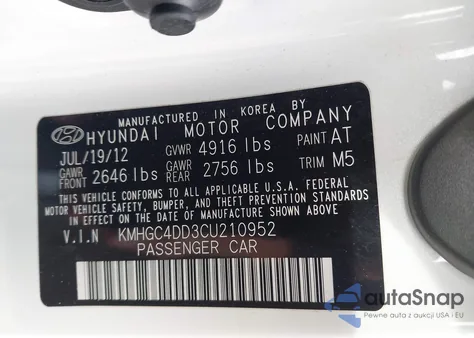 MANUFACTURED IN KOREA BY
HYUNDAI MOTOR COMPANY
JUL/19/12 GVWR 4916 lbs PAINT AT
GAWR FRONT 2646 lbs GAWR REAR 2756 lbs TRIM M5
THIS VEHICLE CONFORMS TO ALL APPLICABLE U.S.A. FEDERAL
MOTOR VEHICLE SAFETY, BUMPER, AND THEFT PREVENTION STANDARDS
IN EFFECT ON THE DATE OF MANUFACTURE SHOWN ABOVE.
V.I.N KMHGC4DD3CU210952
PASSENGER CAR
autoSnap
Pewne auta z aukcji USA i EU